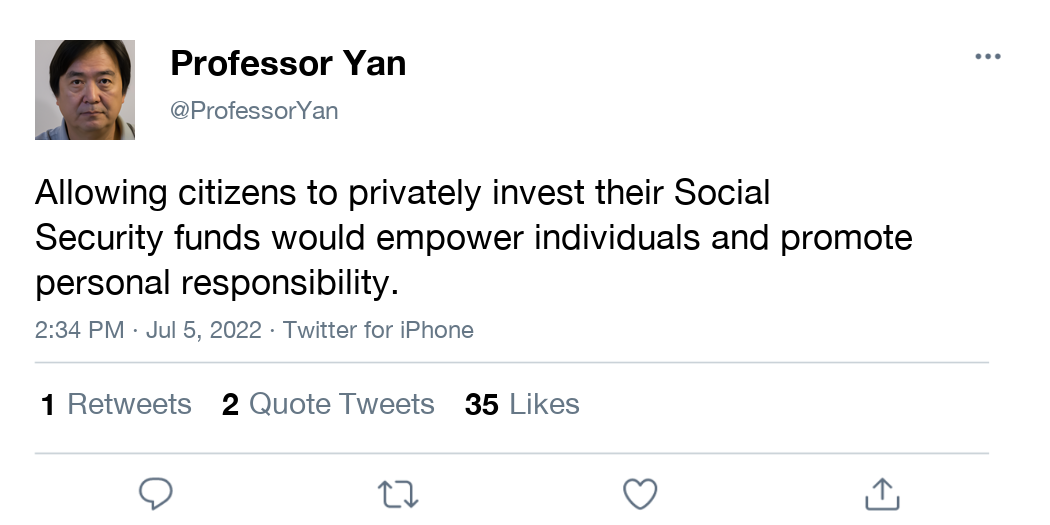 Professor Yan
@ProfessorYan
Allowing citizens to privately invest their Social
Security funds would empower individuals and promote
personal responsibility.
2:34 PM · Jul 5, 2022 · Twitter for iPhone
1 Retweets 2 Quote Tweets 35 Likes